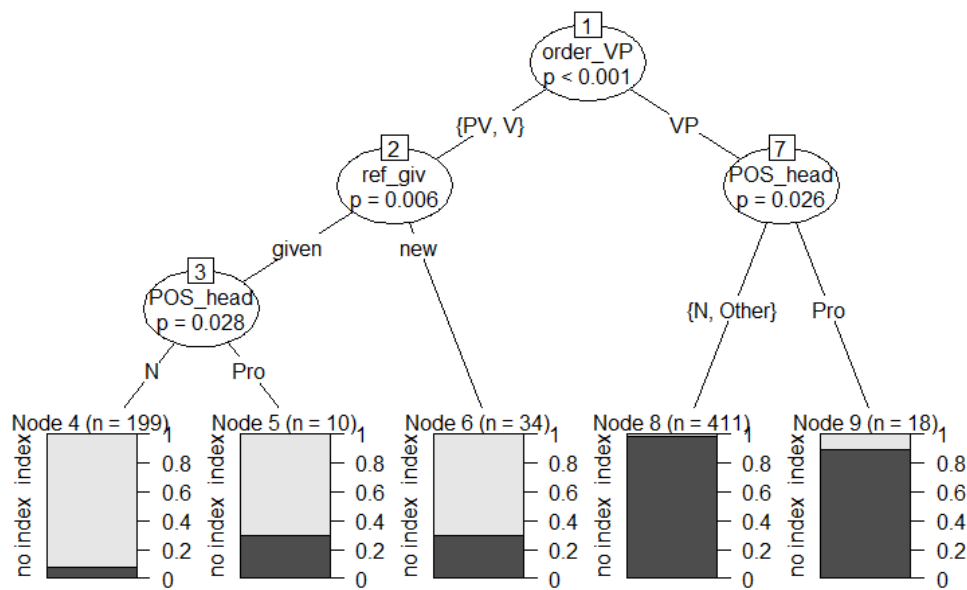 1
order_VP
p < 0.001
{PV, V}
VP
2
ref_giv
p = 0.006
7
POS_head
p = 0.026
given
new
3
POS_head
p = 0.028
{N, Other}
Pro
N
Pro
Node 4 (n = 199)
no index index
1
0.8
0.6
0.4
0.2
0
Node 5 (n = 10)
no index index
1
0.8
0.6
0.4
0.2
0
Node 6 (n = 34)
no index index
1
0.8
0.6
0.4
0.2
0
Node 8 (n = 411)
no index index
1
0.8
0.6
0.4
0.2
0
Node 9 (n = 18)
no index index
1
0.8
0.6
0.4
0.2
0